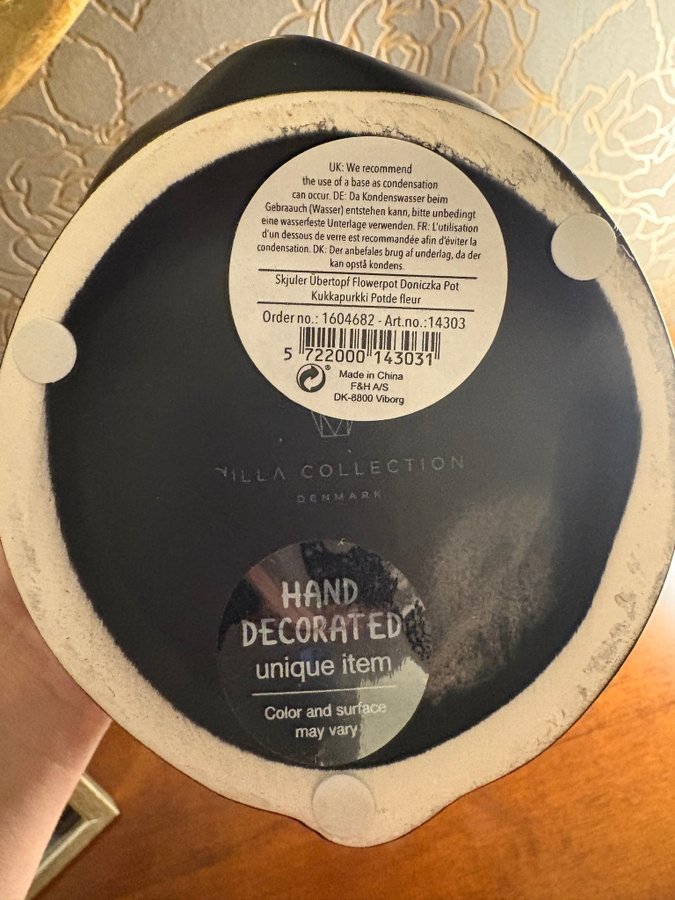 UK: We recommend
the use of a base as condensation
can occur. DE: Da Kondenswasser beim
Gebraauch (Wasser) entstehen kann, bitte unbedingt
eine wasserfeste Unterlage verwenden. FR: L'utilisation
d'un dessous de verre est recommandée afin d'éviter la
condensation. DK: Der anbefales brug af underlag, da der
kan opstå kondens.
Skjuler Übertopf Flowerpot Doniczka Pot
Kukkapurkki Potde fleur
Order no.: 1604682 - Art.no.:14303
5 722000 143031
Made in China
F&H A/S
DK-8800 Viborg
VILLA COLLECTION
DENMARK
HAND
DECORATED
unique item
Color and surface
may vary